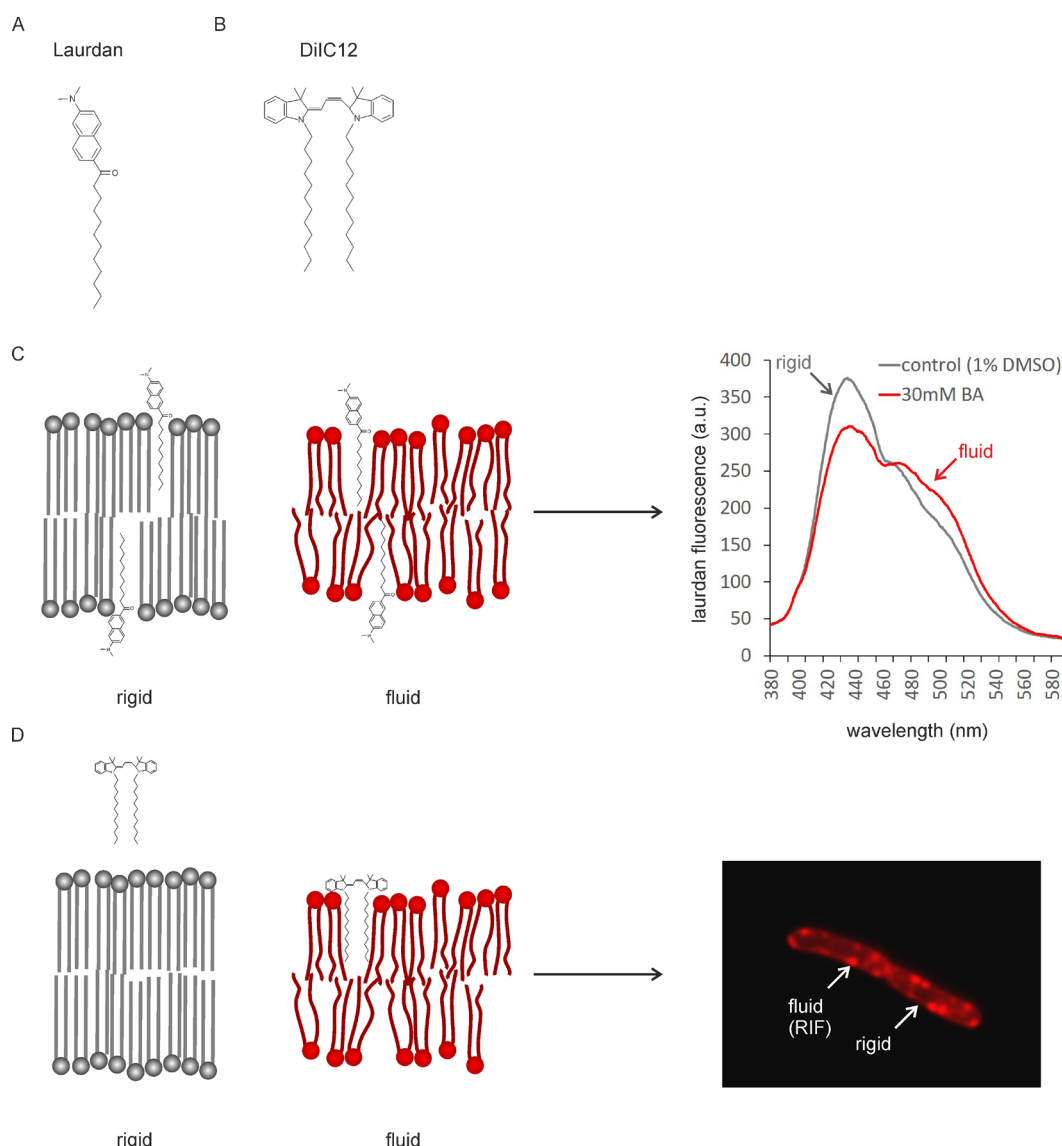 A
B
Laurdan
DiIC12
N
O
N
N
C
rigid
fluid
400
350
300
250
200
150
100
50
0
laurdan fluorescence (a.u.)
rigid
control (1% DMSO)
30mM BA
fluid
380
400
420
440
460
480
500
520
540
560
580
wavelength (nm)
D
rigid
fluid
fluid
(RIF)
rigid